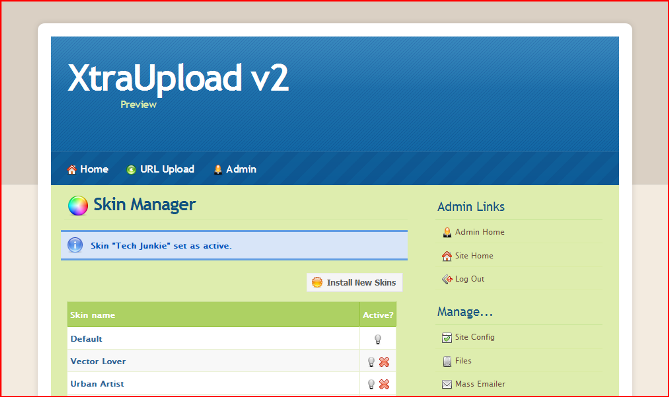 XtraUpload v2
Preview
Home URL Upload Admin
Skin Manager
Skin "Tech Junkie" set as active.
Install New Skins
Skin name Active?
Default
Vector Lover
Urban Artist
Admin Links
Admin Home
Site Home
Log Out
Manage...
Site Config
Files
Mass Emailer